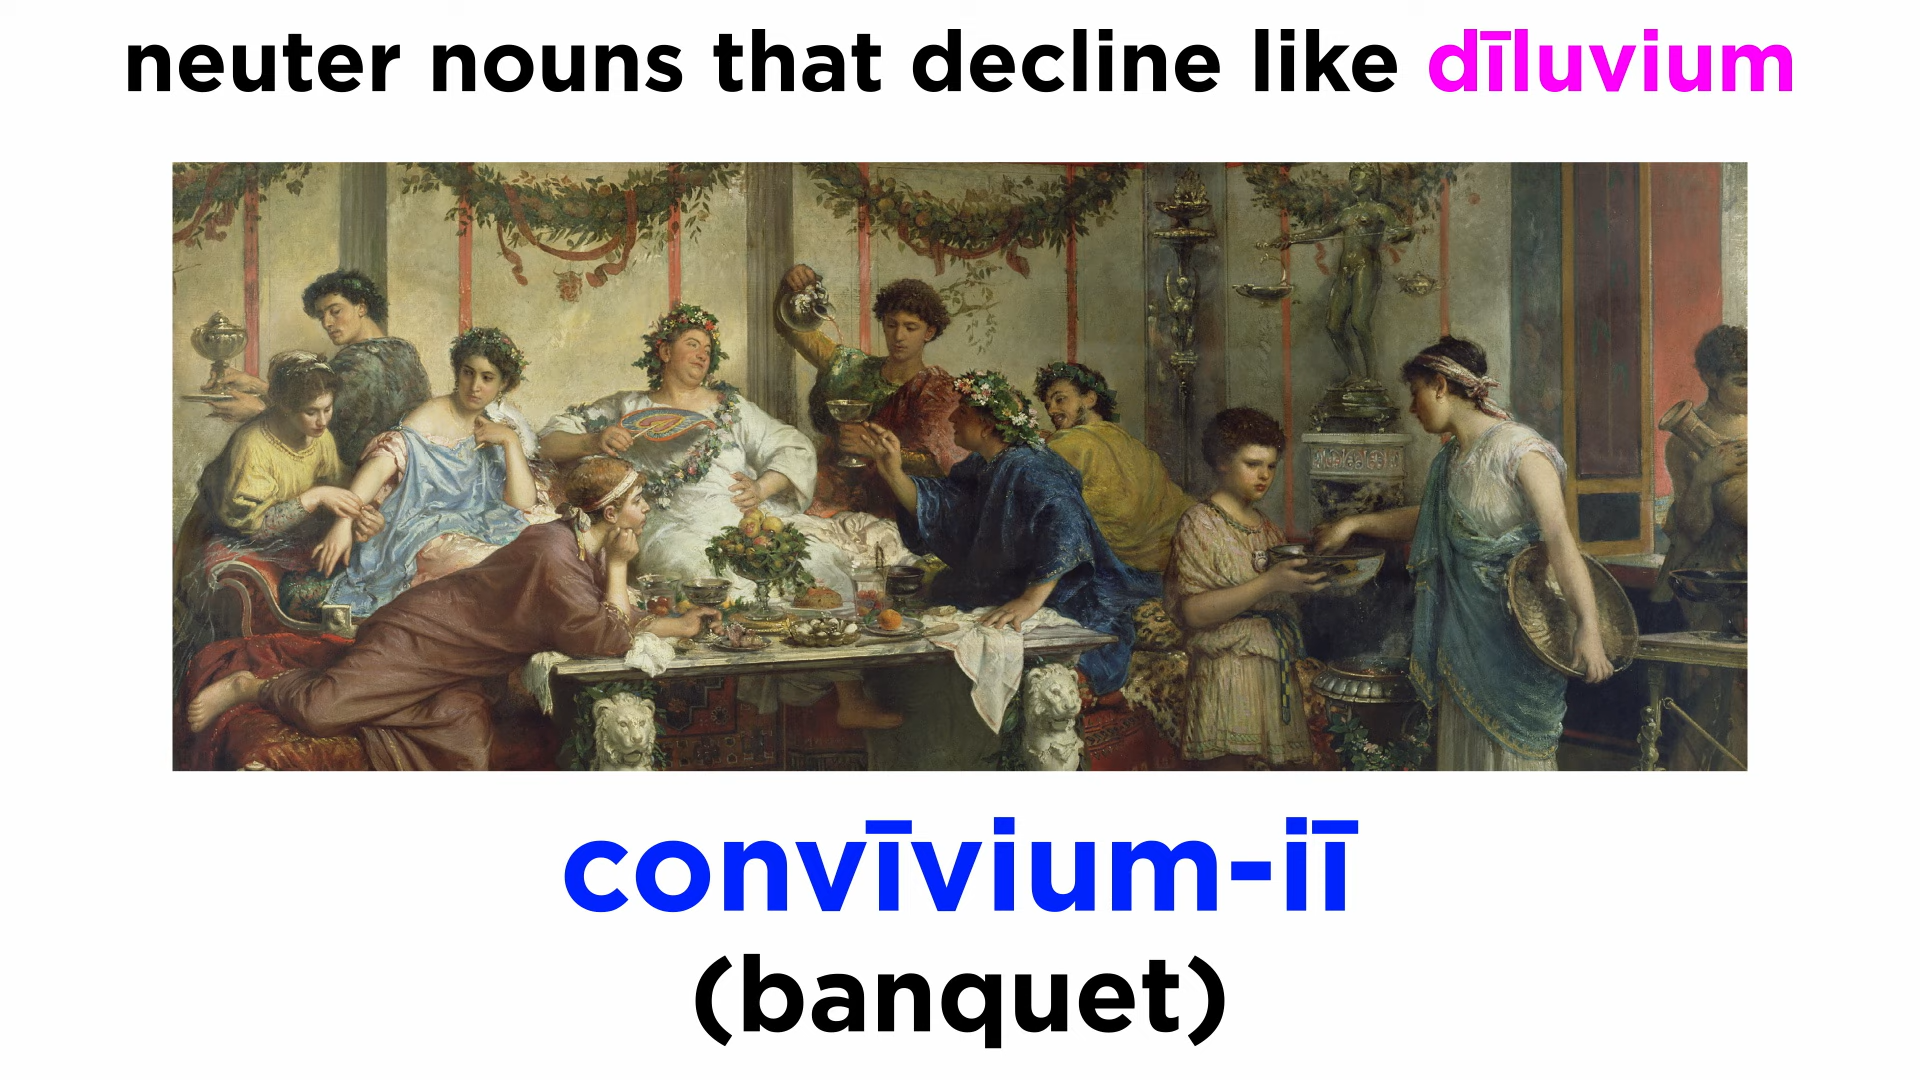 neuter nouns that decline like dīluvium
convīvium-iī
(banquet)